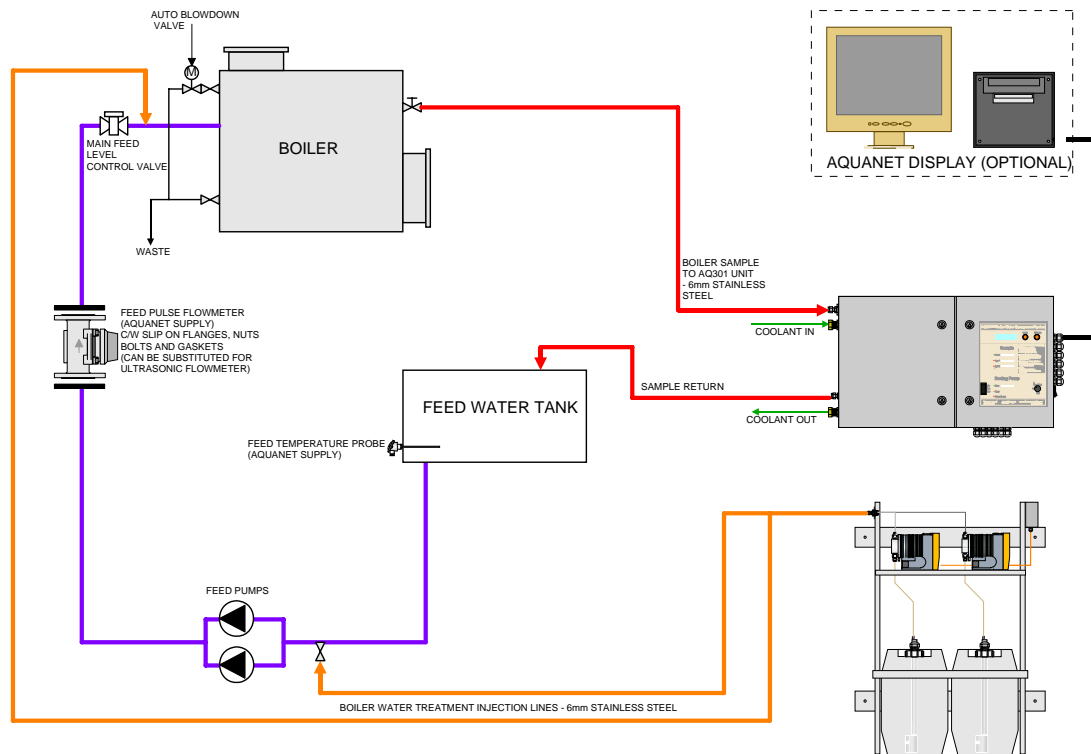 AUTO BLOWDOWN
VALVE
M
BOILER
MAIN FEED
LEVEL
CONTROL VALVE
WASTE
AQUANET DISPLAY (OPTIONAL)
BOILER SAMPLE
TO AQ301 UNIT
- 6mm STAINLESS
STEEL
COOLANT IN
FEED PULSE FLOWMETER
(AQUANET SUPPLY)
C/W SLIP ON FLANGES, NUTS
BOLTS AND GASKETS
(CAN BE SUBSTITUTED FOR
ULTRASONIC FLOWMETER)
SAMPLE RETURN
FEED WATER TANK
COOLANT OUT
FEED TEMPERATURE PROBE
(AQUANET SUPPLY)
FEED PUMPS
BOILER WATER TREATMENT INJECTION LINES - 6mm STAINLESS STEEL